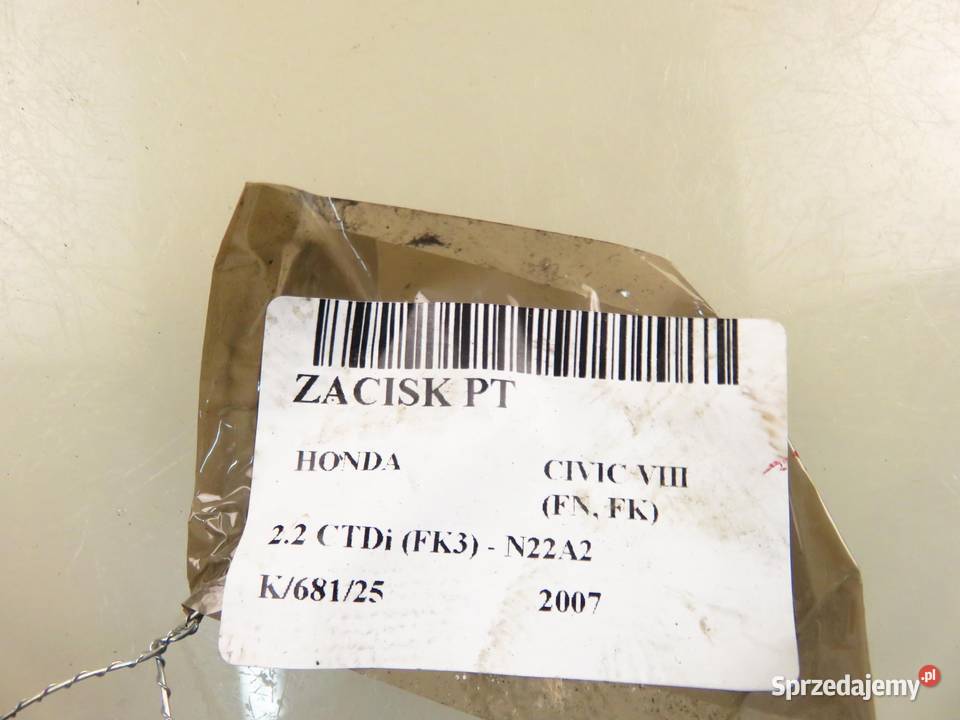 ZACISK PT
HONDA
CIVIC VIII
(FN, FK)
2.2 CTDi (FK3) - N22A2
K/681/25
2007
Sprzedajemy.pl